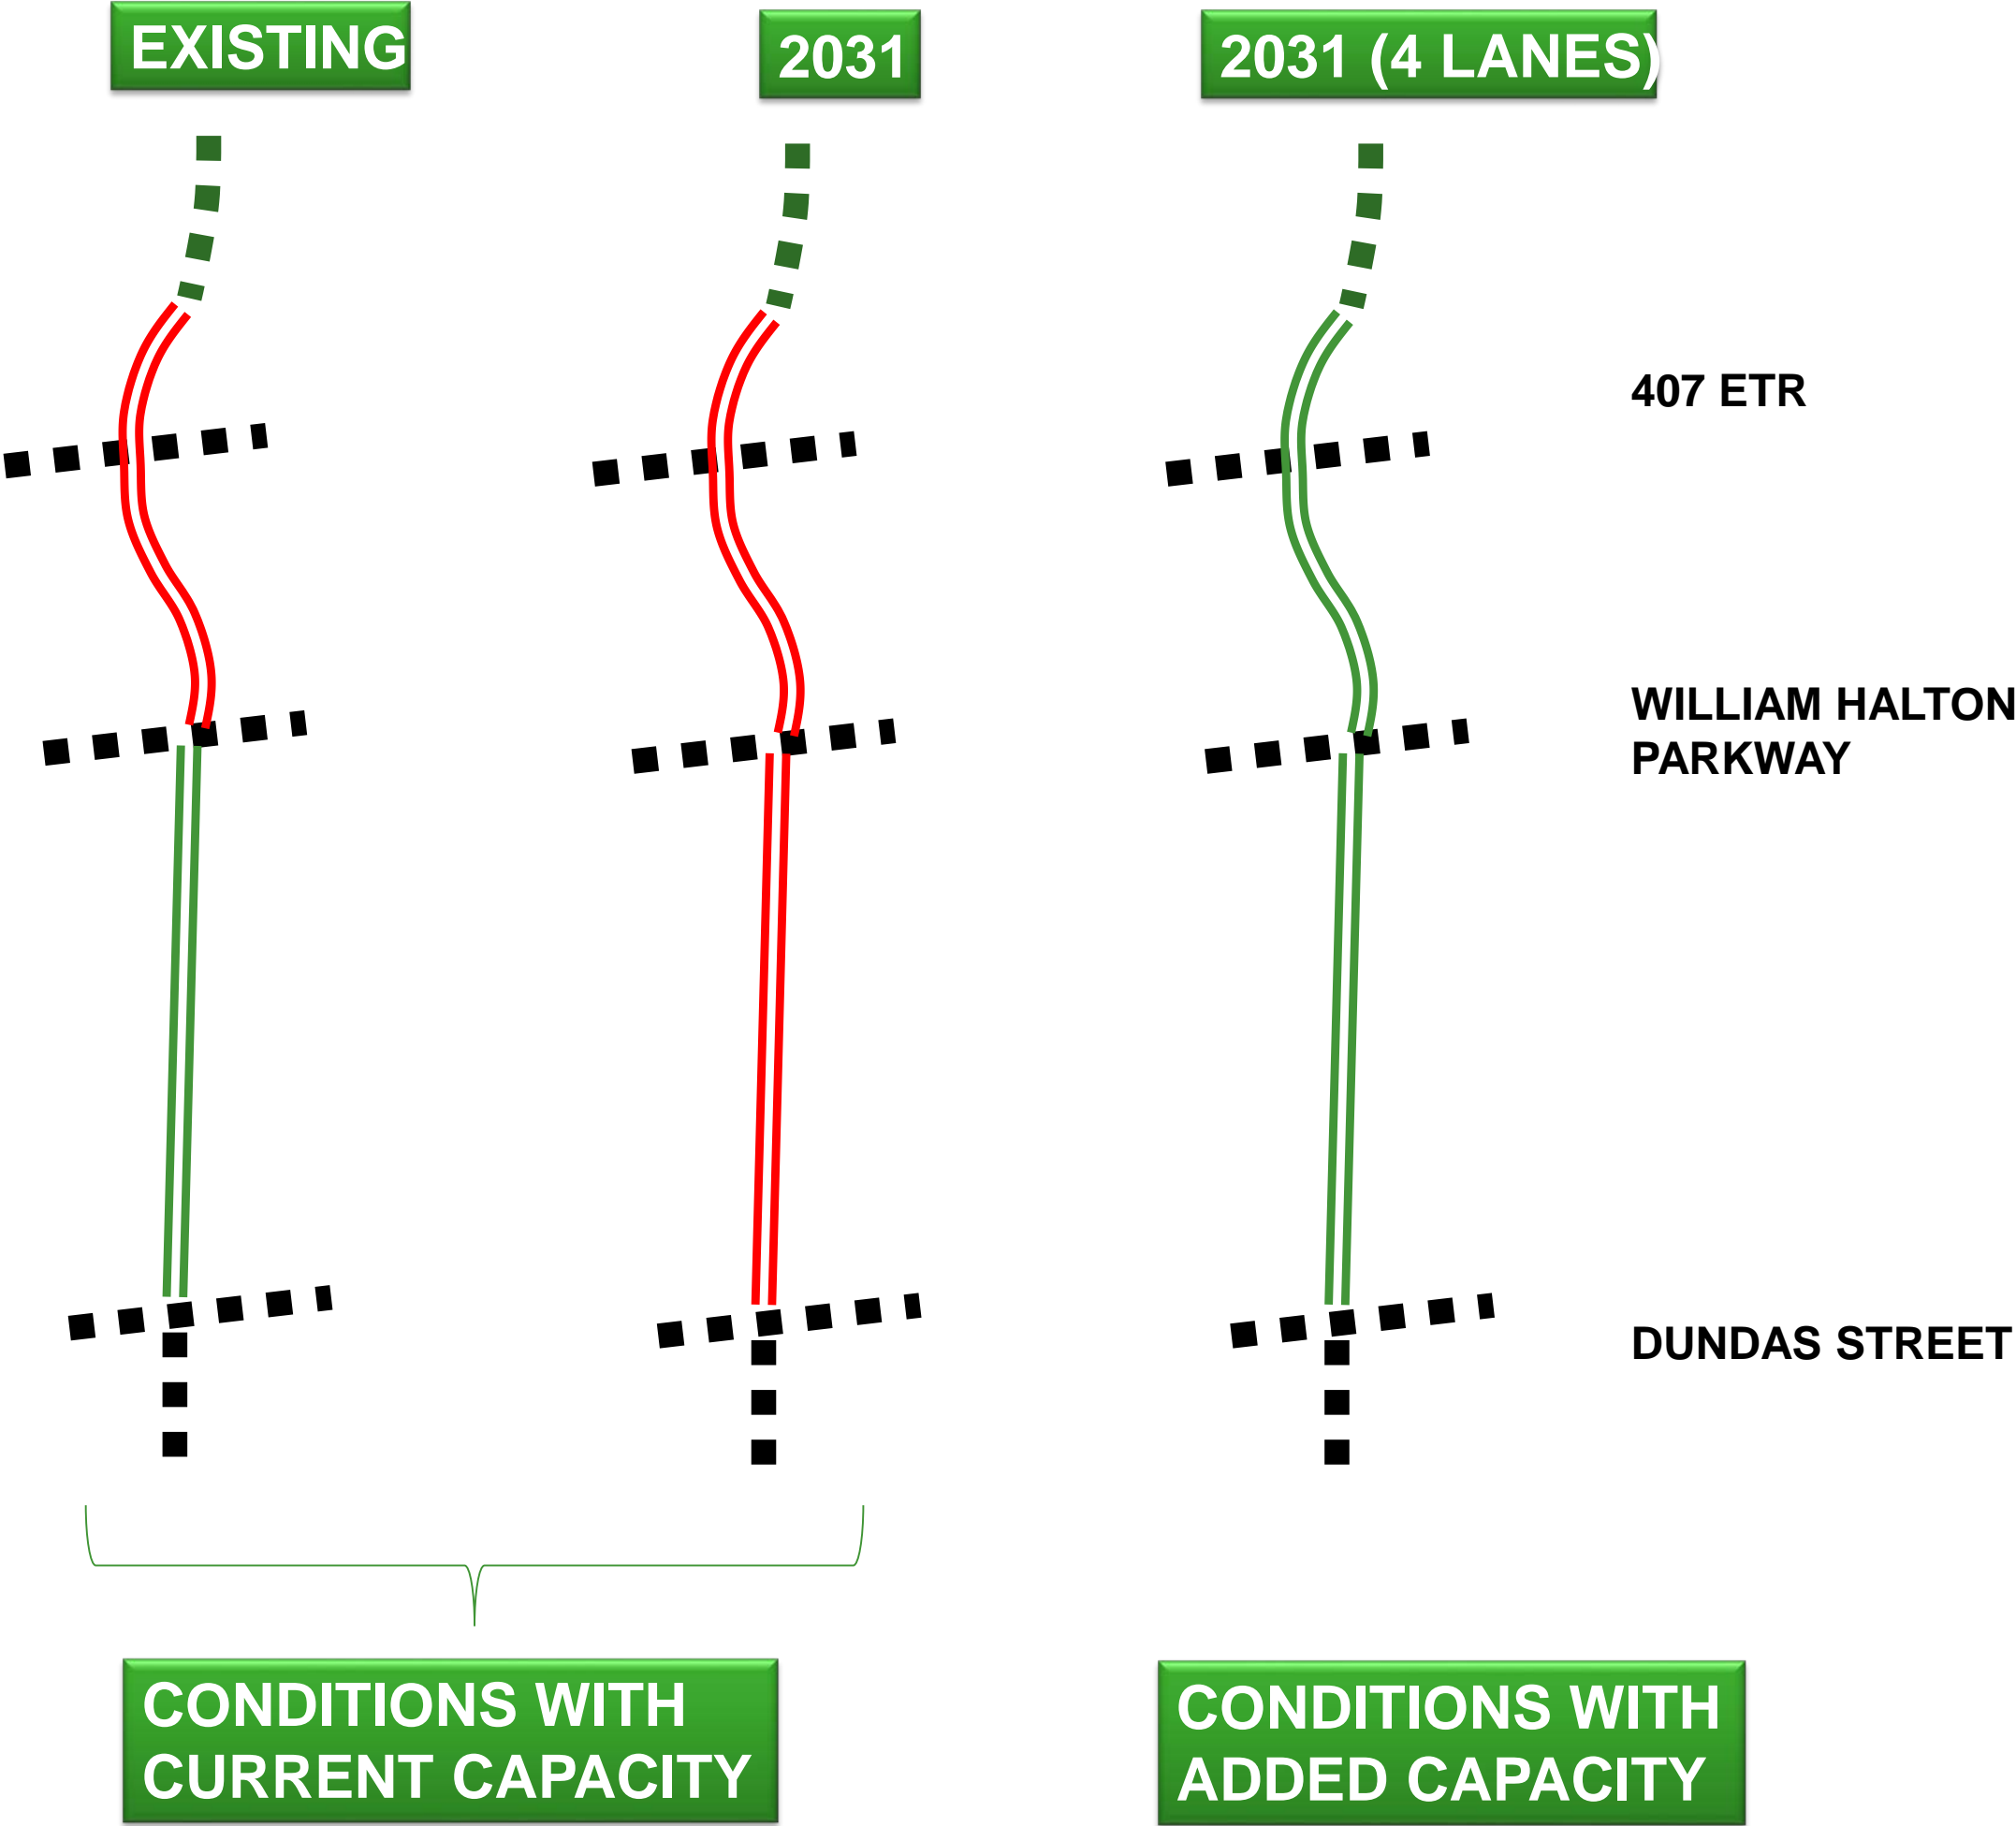 EXISTING
2031
2031 (4 LANES)
407 ETR
WILLIAM HALTON
PARKWAY
DUNDAS STREET
CONDITIONS WITH
CURRENT CAPACITY
CONDITIONS WITH
ADDED CAPACITY